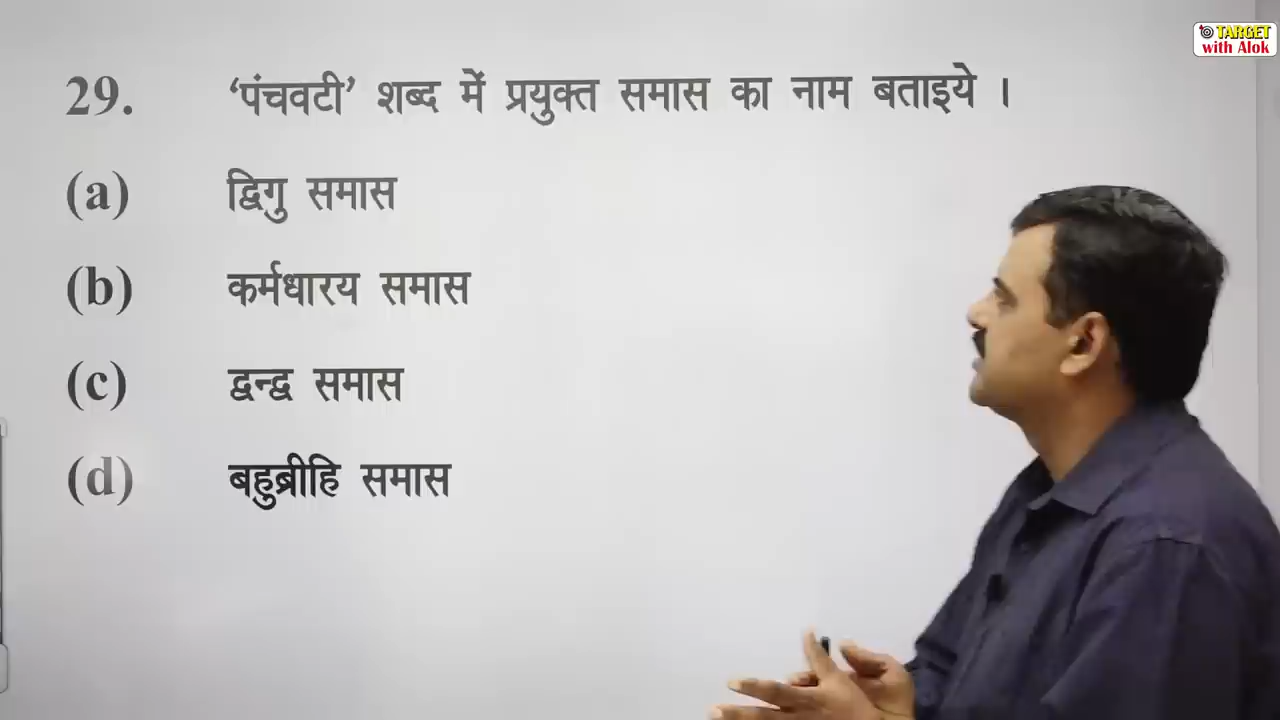 TARGET
with Alok
29. ‘पंचवटी’ शब्द में प्रयुक्त समास का नाम बताइये ।
(a) द्विगु समास
(b) कर्मधारय समास
(c) द्वन्द्व समास
(d) बहुब्रीहि समास